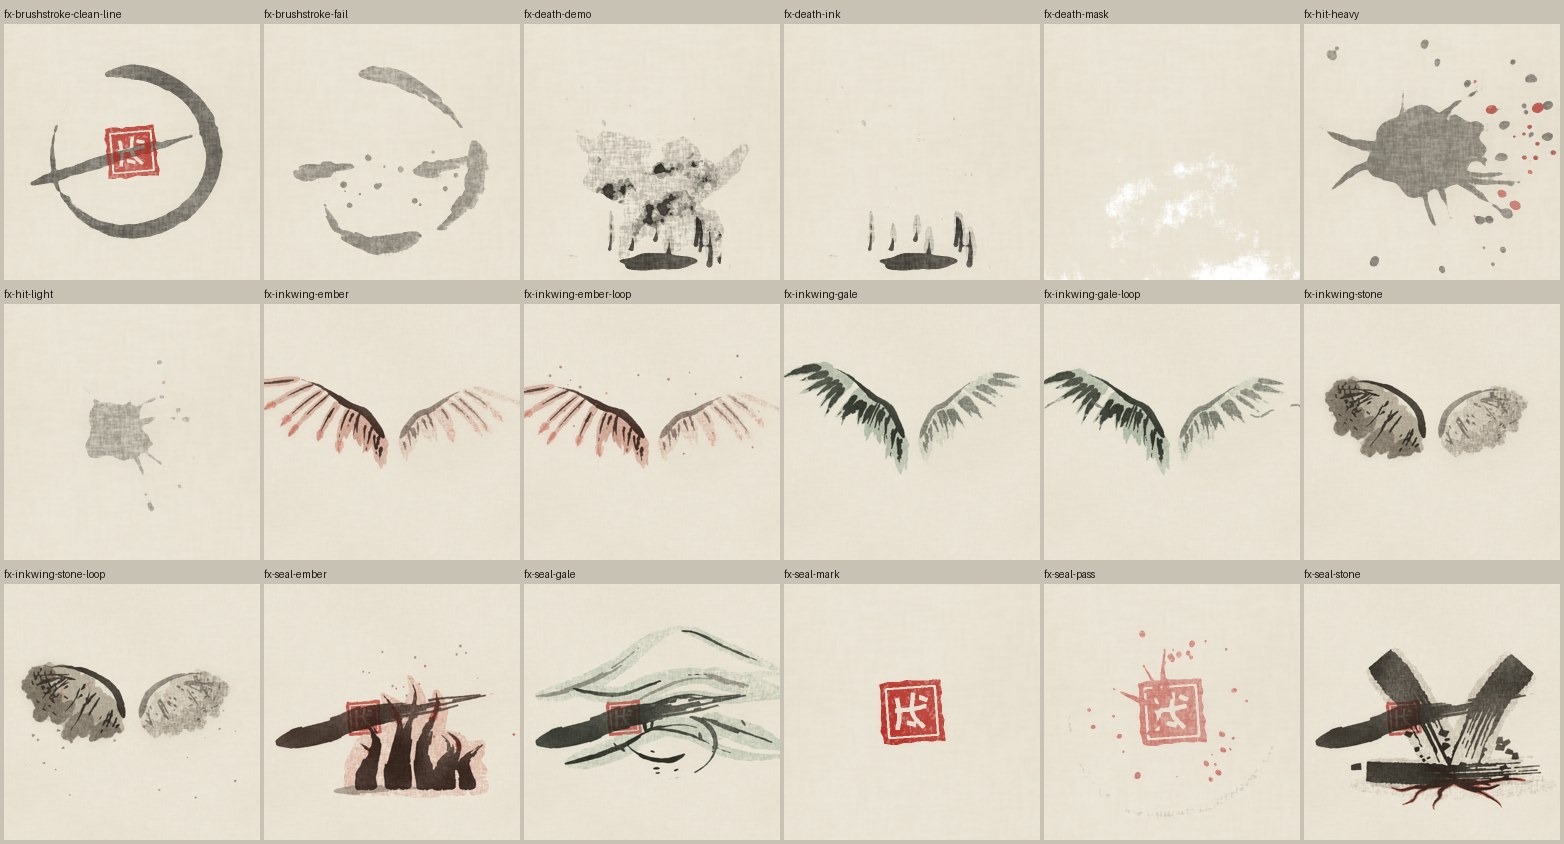 fx-brushstroke-clean-line
fx-brushstroke-fail
fx-death-demo
fx-death-ink
fx-death-mask
fx-hit-heavy
fx-hit-light
fx-inkwing-ember
fx-inkwing-ember-loop
fx-inkwing-gale
fx-inkwing-gale-loop
fx-inkwing-stone
fx-inkwing-stone-loop
fx-seal-ember
fx-seal-gale
fx-seal-mark
fx-seal-pass
fx-seal-stone